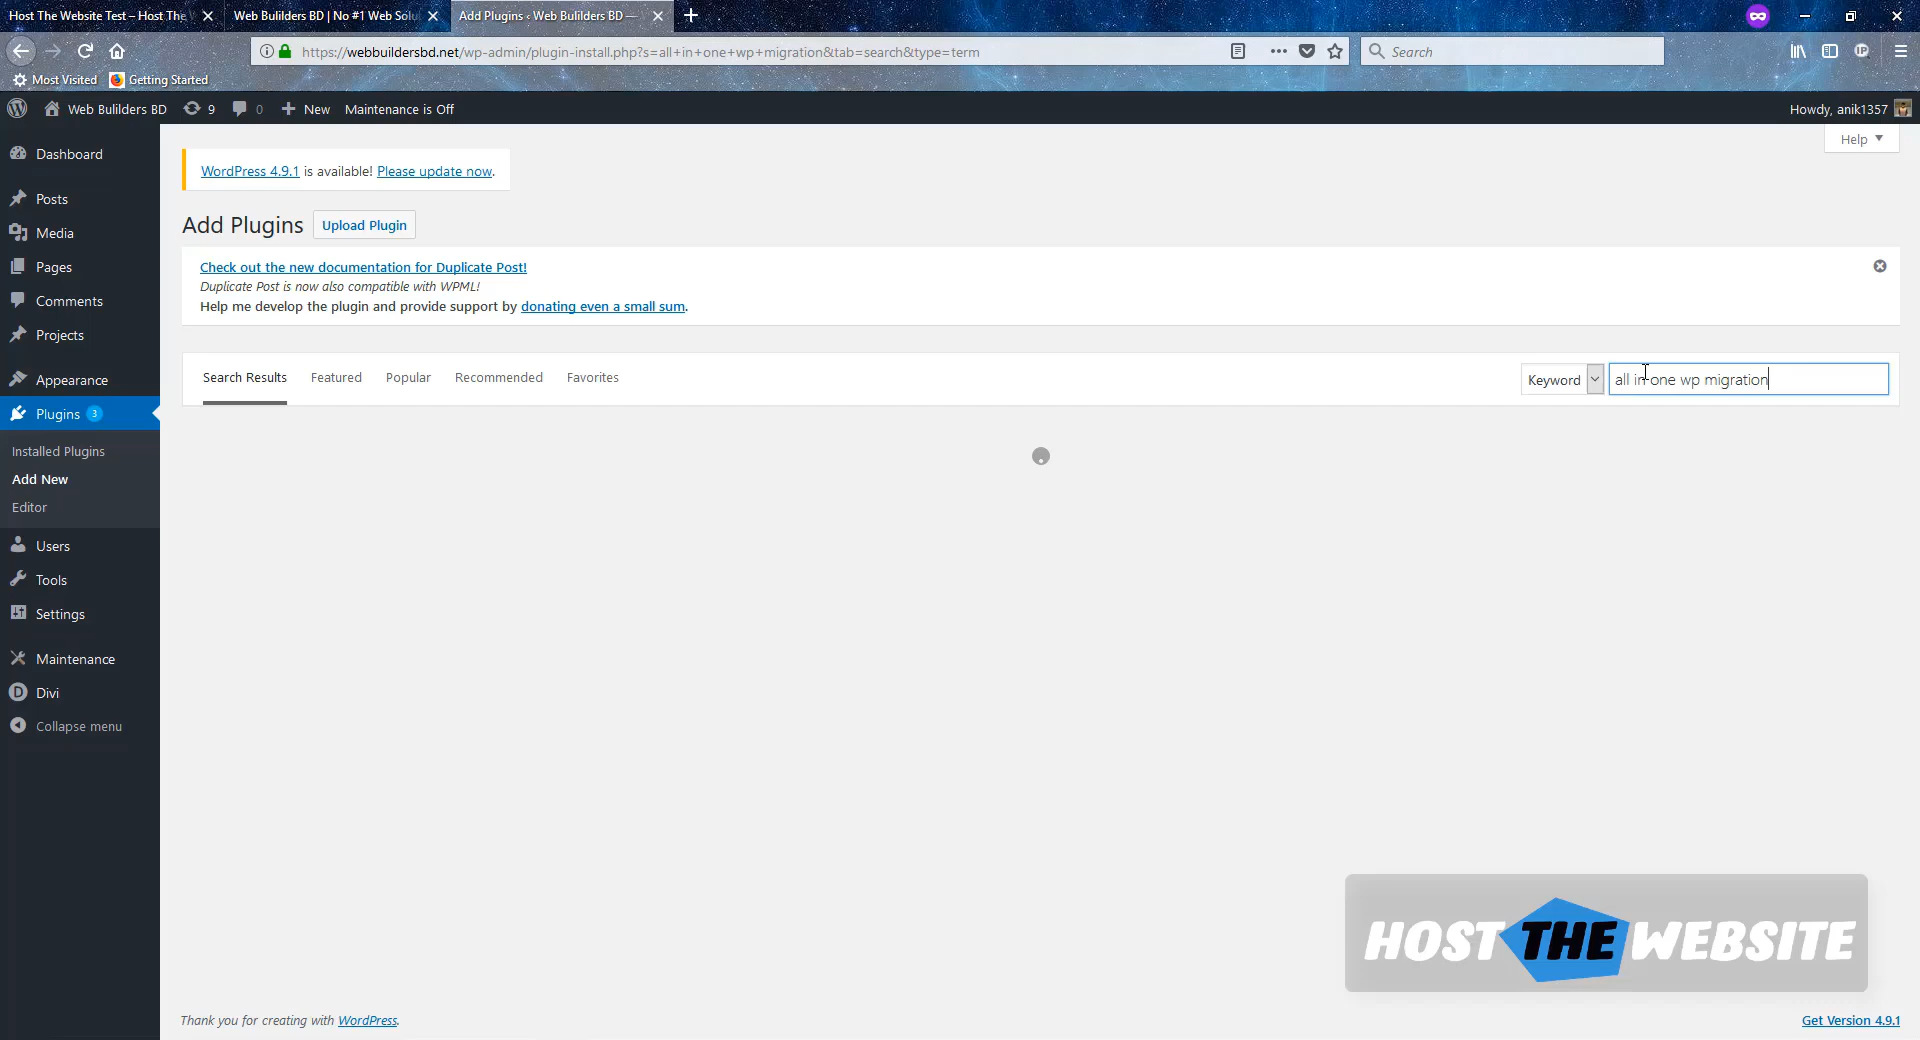 Host The Website Test – Host The
Web Builders BD | No #1 Web Solu
Add Plugins ‹ Web Builders BD —
https://webbuildersbd.net/wp-admin/plugin-install.php?s=all+in+one+wp+migration&tab=search&type=term
Search
Most Visited
Getting Started
Web Builders BD
9
0
New
Maintenance is Off
Howdy, anik1357
Help
Dashboard
Posts
Media
Pages
Comments
Projects
Appearance
Plugins 3
Installed Plugins
Add New
Editor
Users
Tools
Settings
Maintenance
Divi
Collapse menu
WordPress 4.9.1 is available! Please update now.
Add Plugins
Upload Plugin
Check out the new documentation for Duplicate Post!
Duplicate Post is now also compatible with WPML!
Help me develop the plugin and provide support by donating even a small sum.
Search Results
Featured
Popular
Recommended
Favorites
Keyword
all in one wp migration
HOST THE WEBSITE
Thank you for creating with WordPress.
Get Version 4.9.1